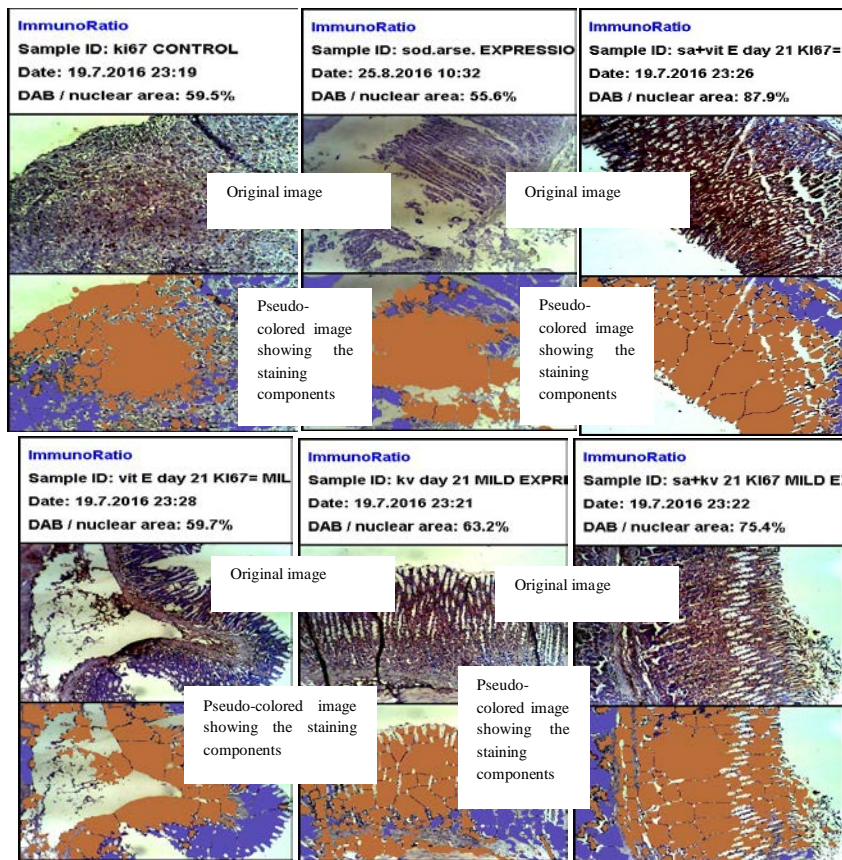 ImmunoRatio
Sample ID: ki67 CONTROL
Date: 19.7.2016 23:19
DAB / nuclear area: 59.5%
ImmunoRatio
Sample ID: sod.arse. EXPRESSIO
Date: 25.8.2016 10:32
DAB / nuclear area: 55.6%
ImmunoRatio
Sample ID: sa+vit E day 21 KI67=
Date: 19.7.2016 23:26
DAB / nuclear area: 87.9%
Original image
Original image
Pseudo-
colored image
showing the
staining
components
Pseudo-
colored image
showing the
staining
components
ImmunoRatio
Sample ID: vit E day 21 KI67= MIL
Date: 19.7.2016 23:28
DAB / nuclear area: 59.7%
ImmunoRatio
Sample ID: kv day 21 MILD EXPRI
Date: 19.7.2016 23:21
DAB / nuclear area: 63.2%
ImmunoRatio
Sample ID: sa+kv 21 KI67 MILD E
Date: 19.7.2016 23:22
DAB / nuclear area: 75.4%
Original image
Original image
Pseudo-colored image
showing the staining
components
Pseudo-
colored image
showing the
staining
components